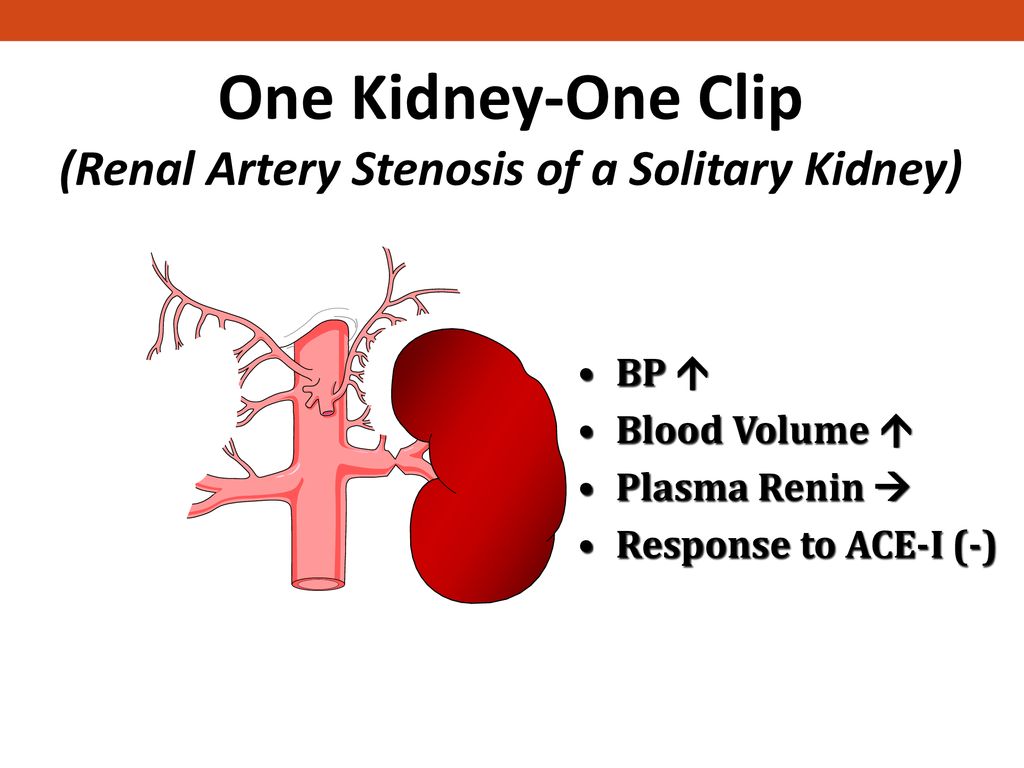 One Kidney-One Clip
(Renal Artery Stenosis of a Solitary Kidney)
• BP ↑
• Blood Volume ↑
• Plasma Renin →
• Response to ACE-I (-)